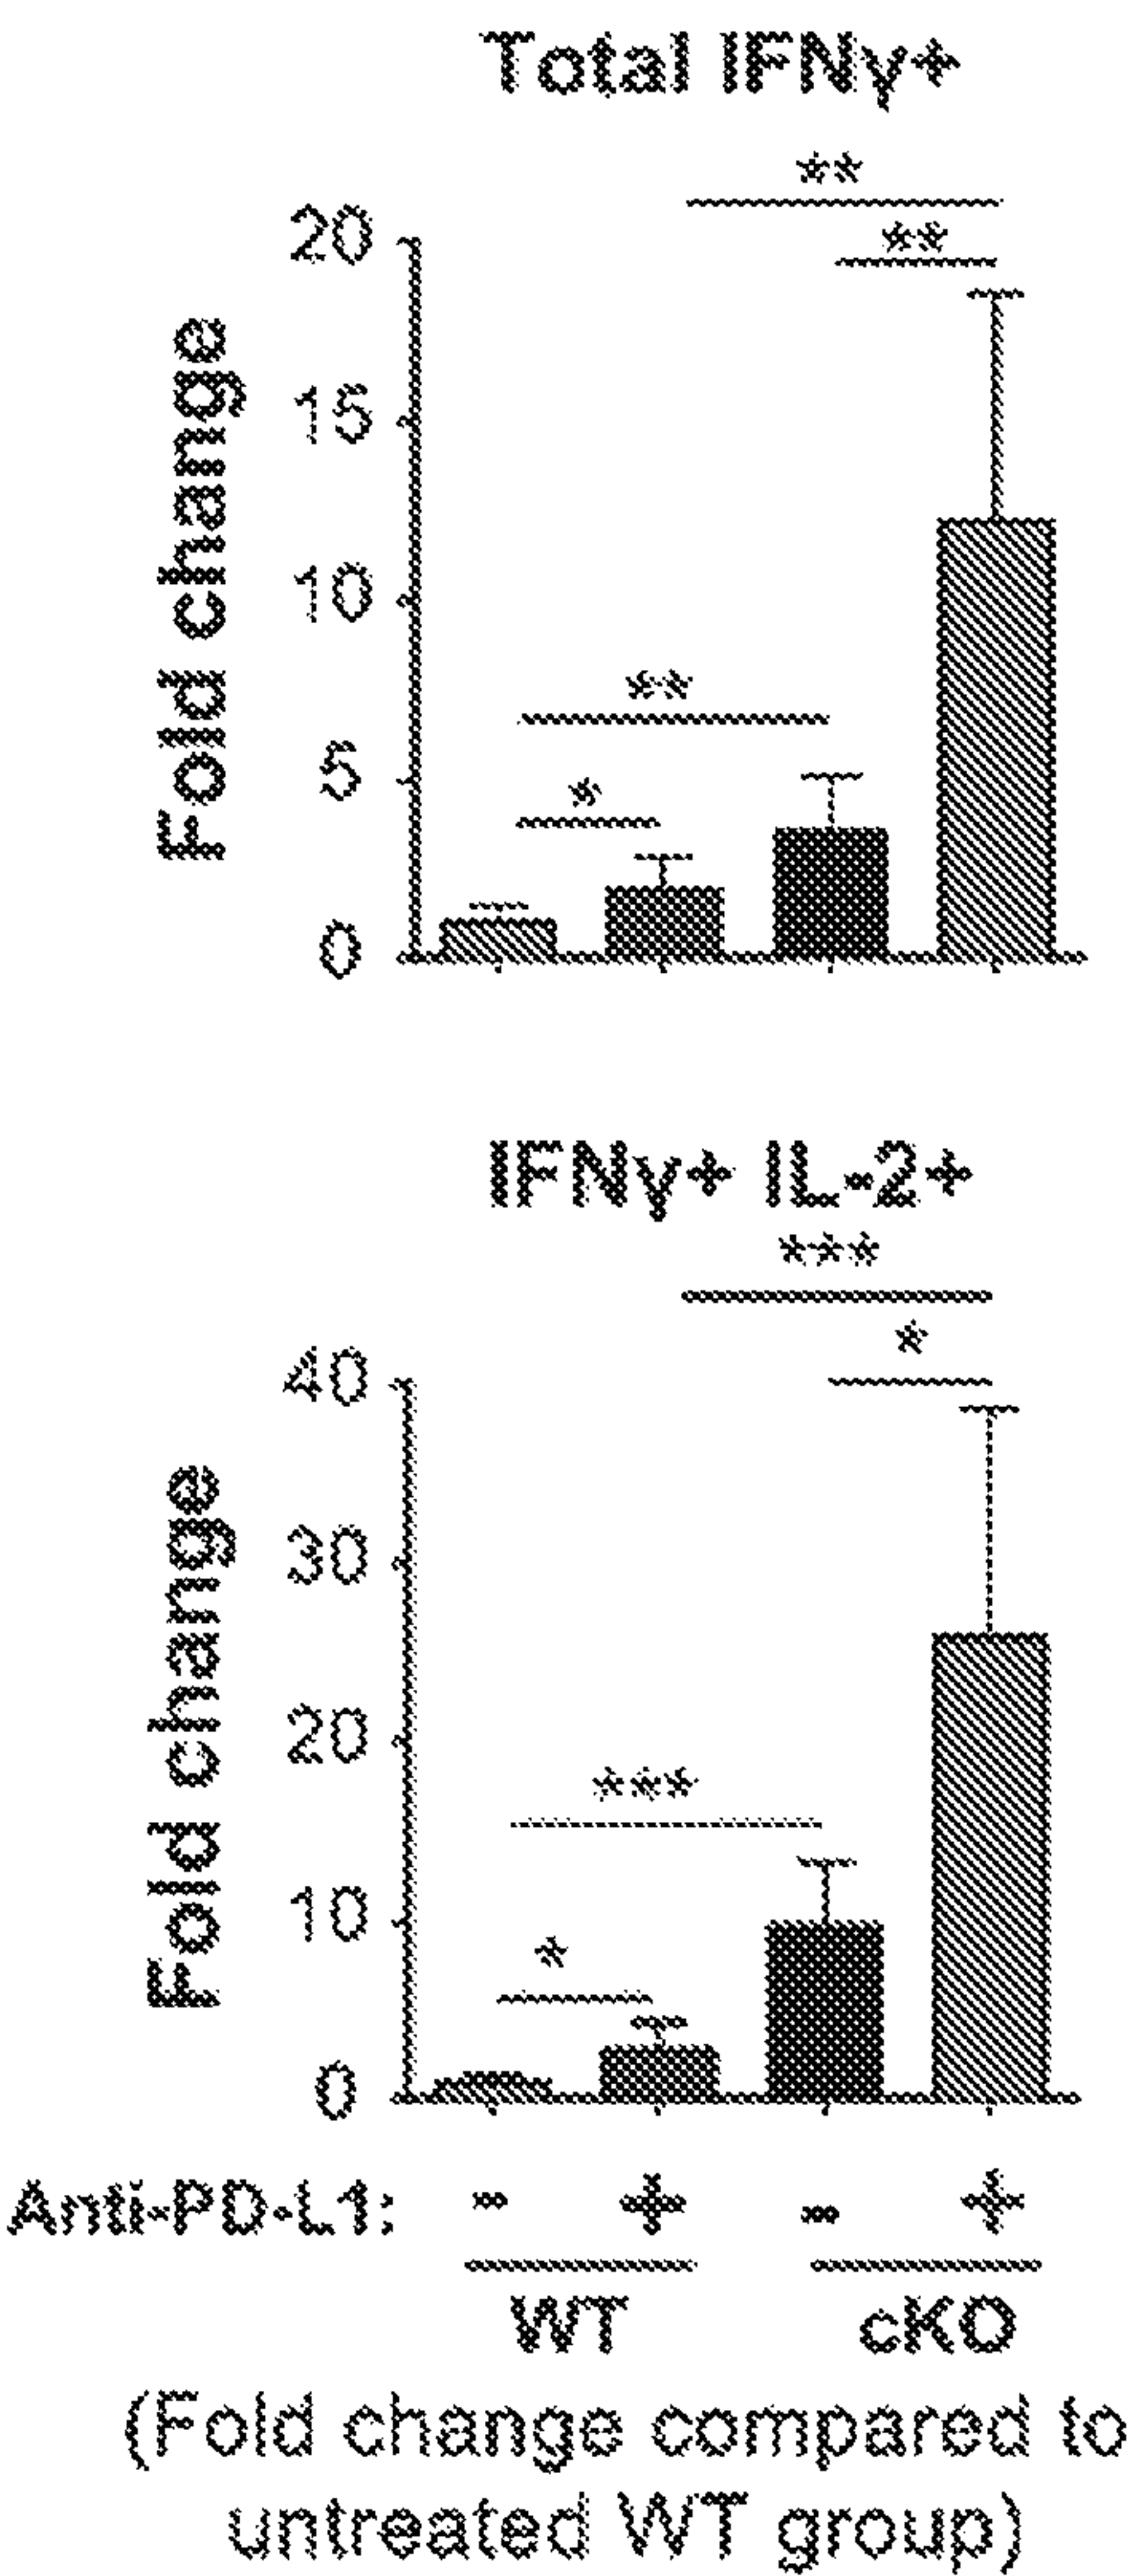 Total IFNγ+
**
**
20
15
10
5
0
**
*
Fold change
IFNγ+ IL-2+
***
*
40
30
20
10
0
***
*
Fold change
Anti-PD-L1: - + - +
WT cKO
(Fold change compared to
untreated WT group)